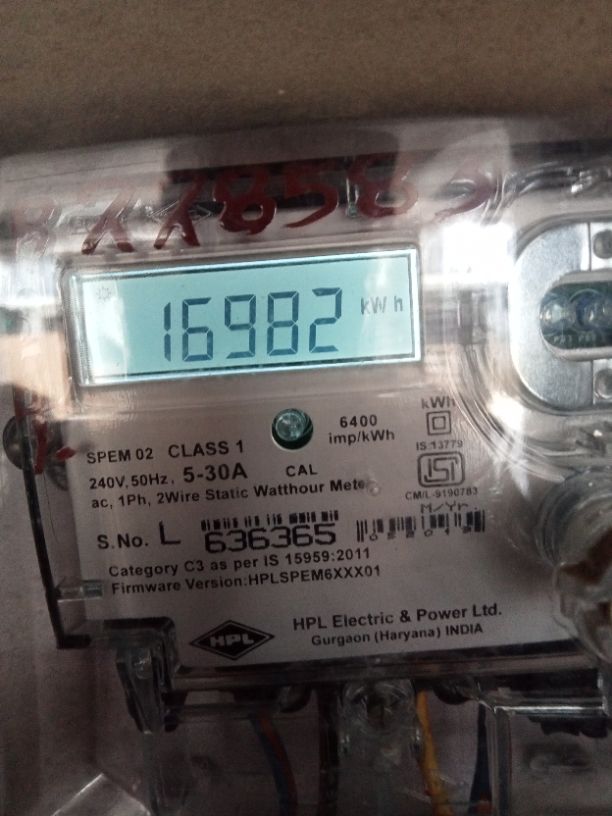 16982 kWh
kWh
6400
imp/kWh
IS:13779
SPEM 02 CLASS 1
CAL
240V, 50Hz, 5-30A
ac, 1Ph, 2Wire Static Watthour Meter
ISI
CM/L-9190783
M/Yr.
S.No. L 636365
Category C3 as per IS 15959:2011
Firmware Version:HPLSPEM6XXX01
HPL
HPL Electric & Power Ltd.
Gurgaon (Haryana) INDIA